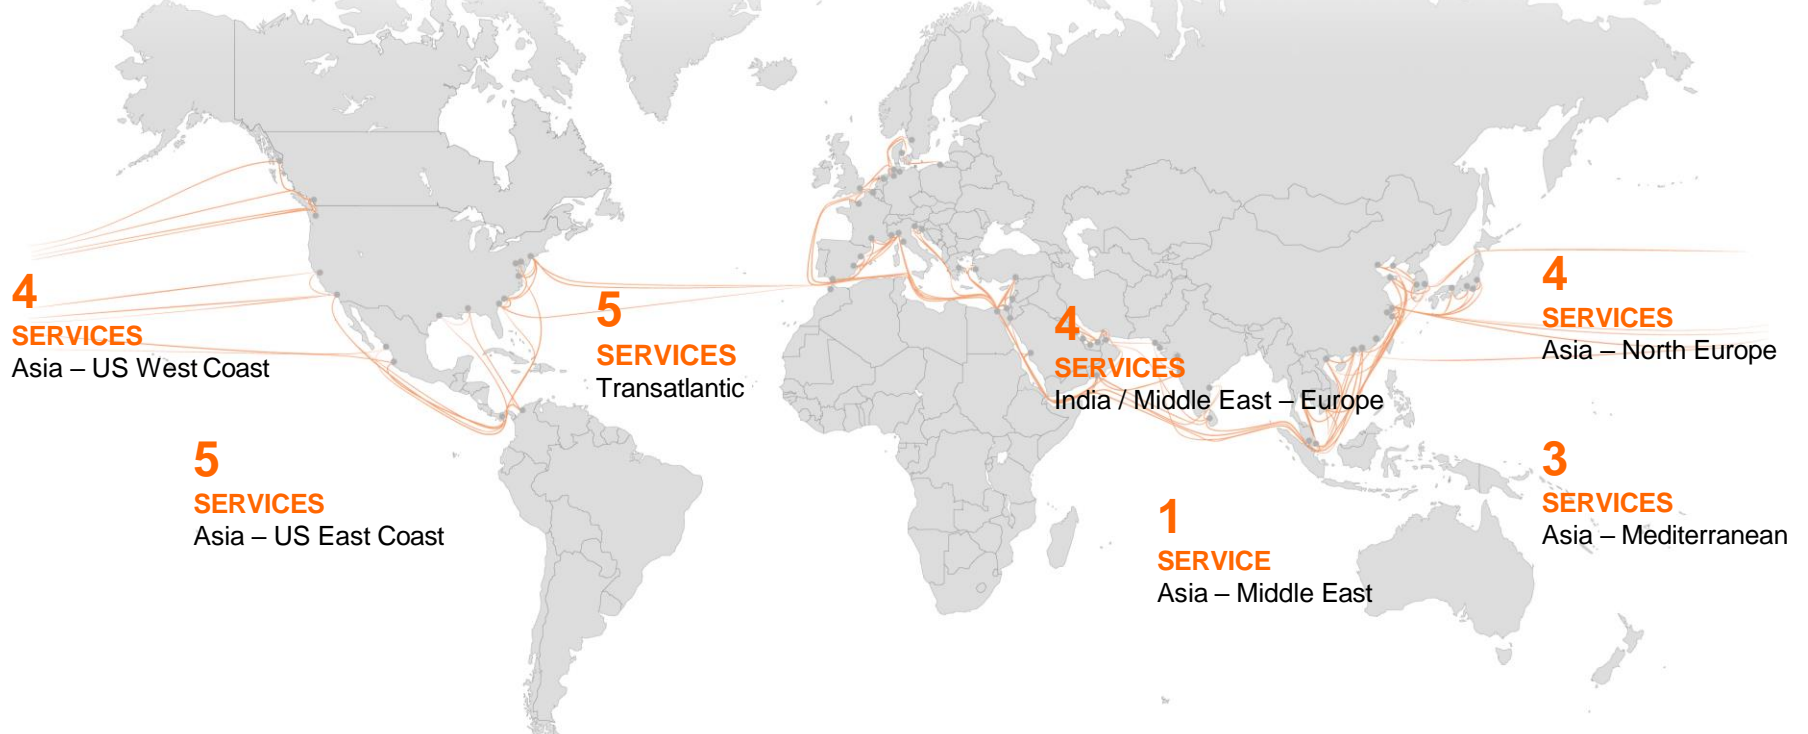 4
SERVICES
Asia – US West Coast
5
SERVICES
Asia – US East Coast
5
SERVICES
Transatlantic
4
SERVICES
India / Middle East – Europe
1
SERVICE
Asia – Middle East
4
SERVICES
Asia – North Europe
3
SERVICES
Asia – Mediterranean